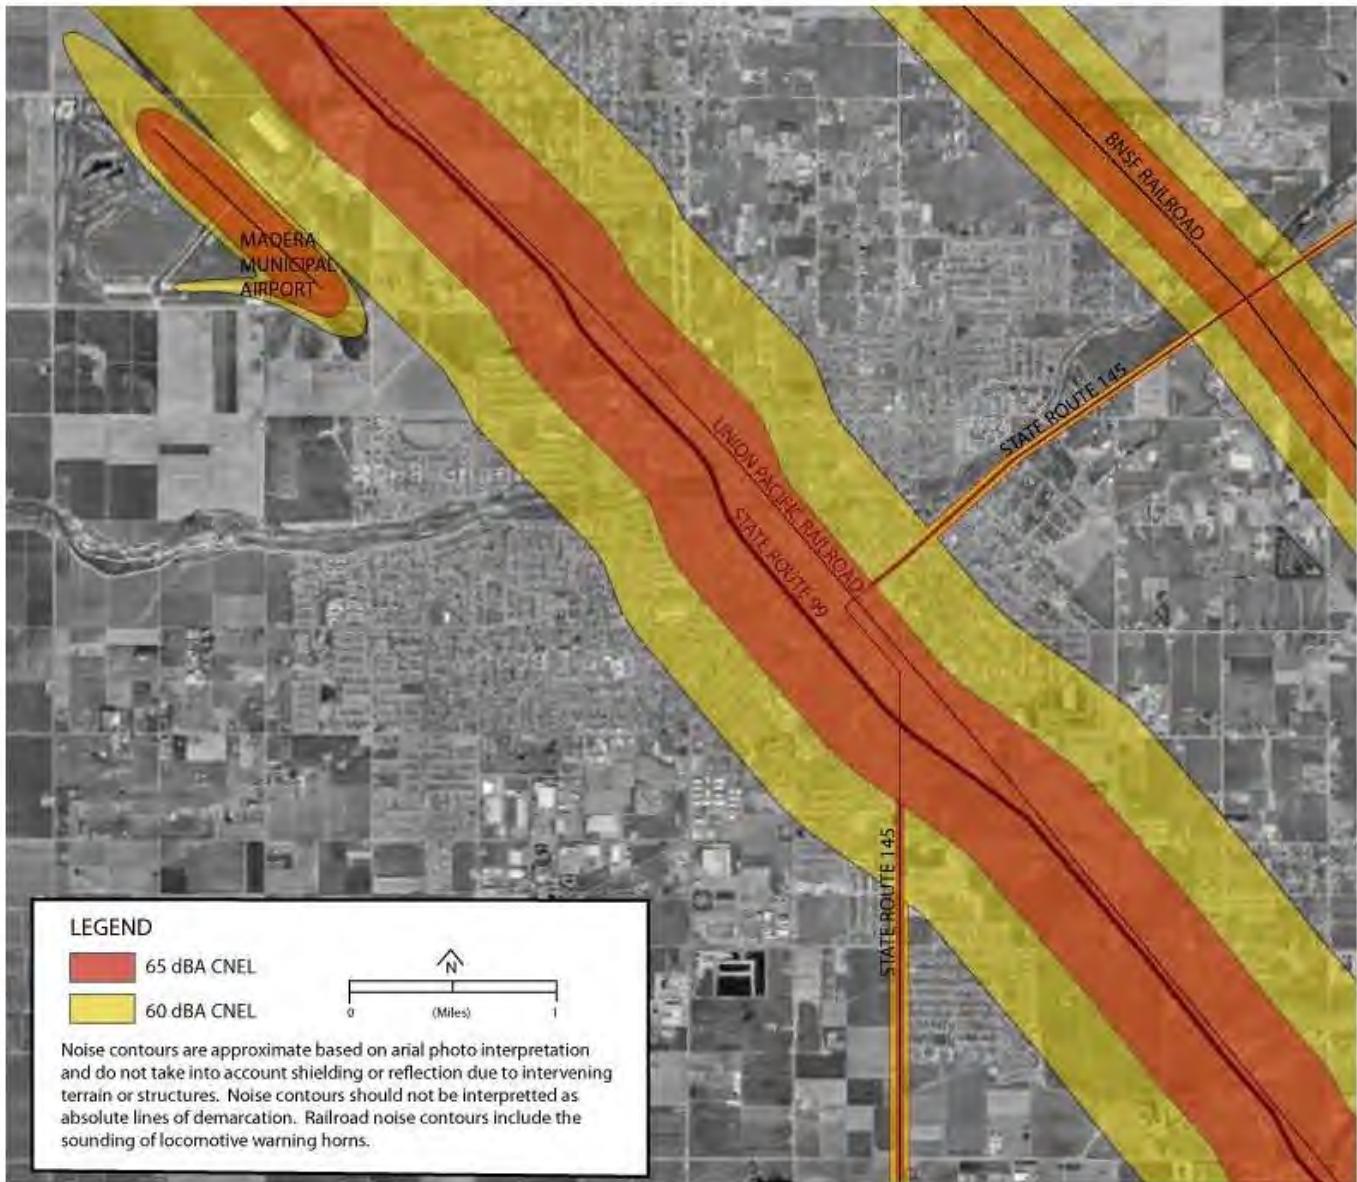 BNSF RAILROAD
MADERA
MUNICIPAL
AIRPORT
STATE ROUTE 145
UNION PACIFIC RAILROAD
STATE ROUTE 99
STATE ROUTE 145
LEGEND
65 dBA CNEL
60 dBA CNEL
N
0 (Miles) 1
Noise contours are approximate based on arial photo interpretation
and do not take into account shielding or reflection due to intervening
terrain or structures. Noise contours should not be interpretted as
absolute lines of demarcation. Railroad noise contours include the
sounding of locomotive warning horns.